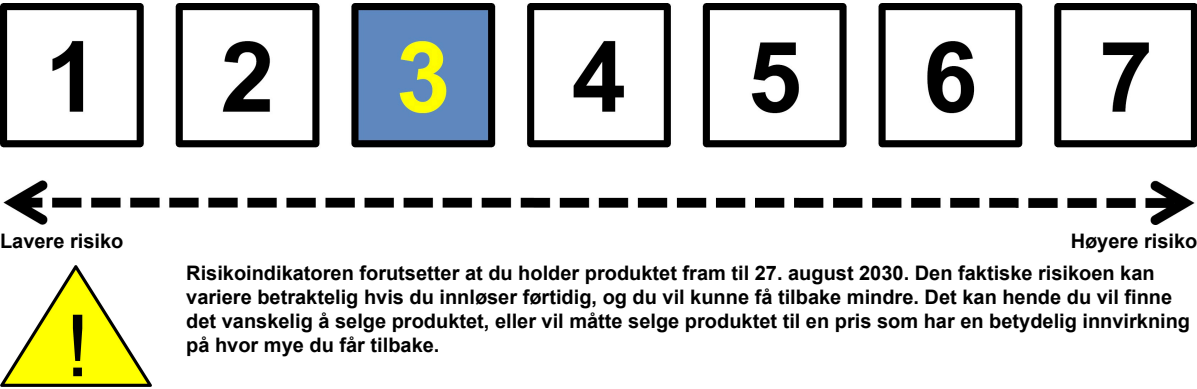 1 2 3 4 5 6 7
Lavere risiko Høyere risiko
Risikoindikatoren forutsetter at du holder produktet fram til 27. august 2030. Den faktiske risikoen kan
variere betraktelig hvis du innløser førtidig, og du vil kunne få tilbake mindre. Det kan hende du vil finne
det vanskelig å selge produktet, eller vil måtte selge produktet til en pris som har en betydelig innvirkning
på hvor mye du får tilbake.
!